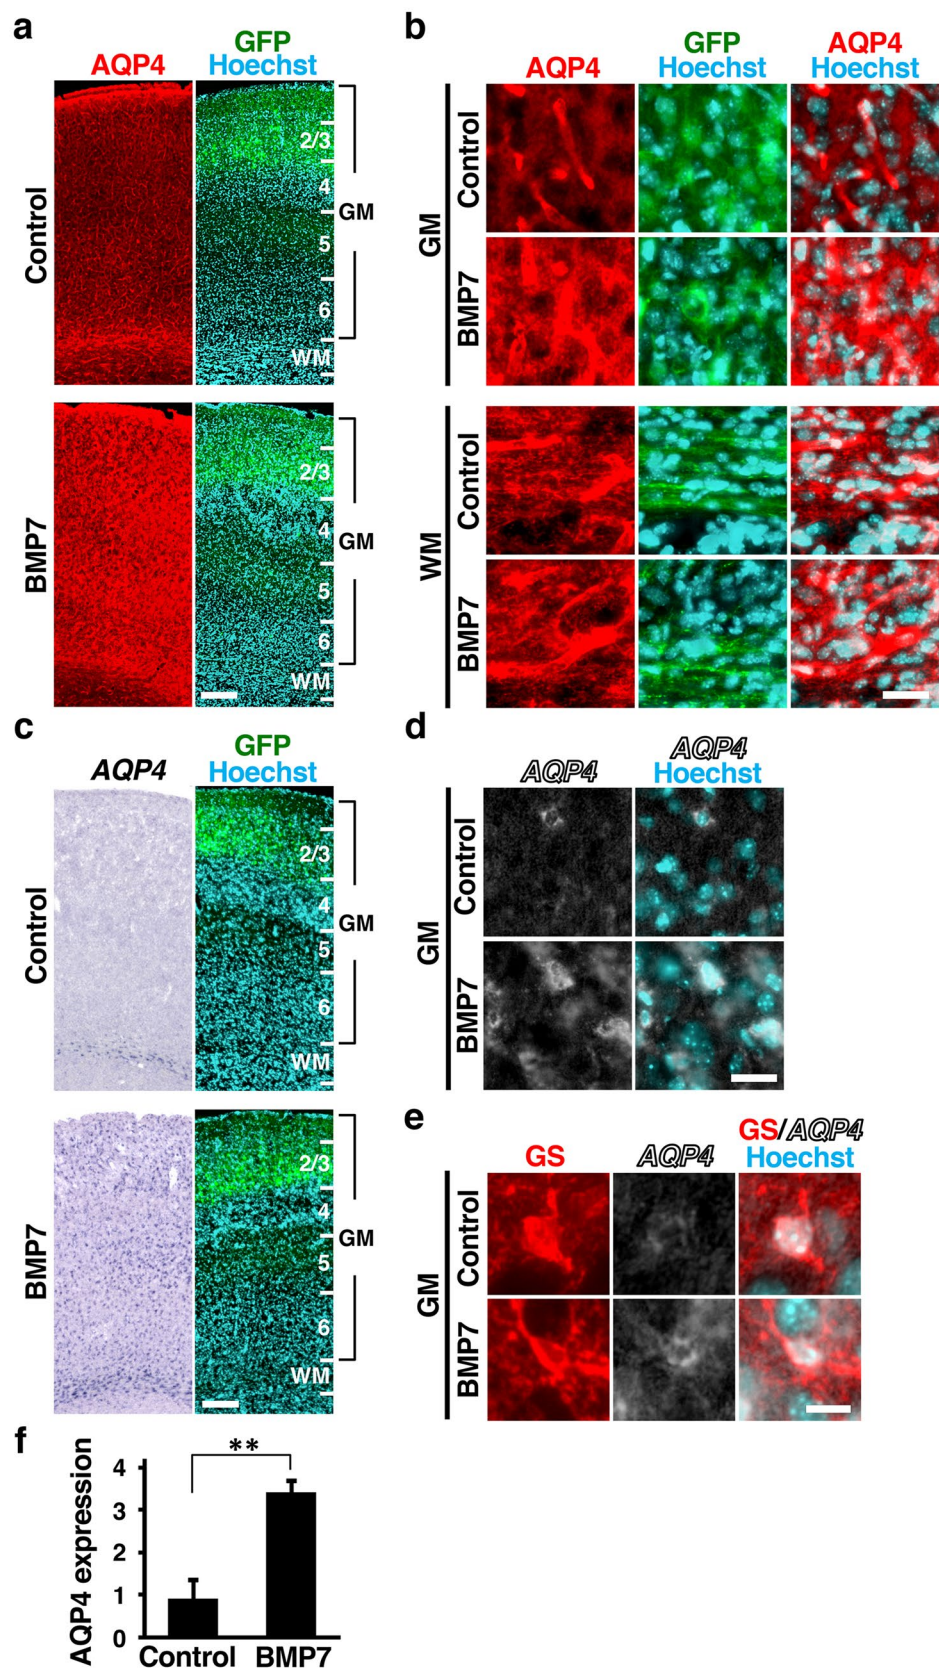 a
AQP4
GFP
Hoechst
Control
2/3
4
GM
5
6
WM
BMP7
2/3
4
GM
5
6
WM
b
AQP4
GFP
Hoechst
AQP4
Hoechst
GM
Control
BMP7
WM
Control
BMP7
c
AQP4
GFP
Hoechst
Control
2/3
4
GM
5
6
WM
BMP7
2/3
4
GM
5
6
WM
d
AQP4
AQP4
Hoechst
GM
Control
BMP7
e
GS
AQP4
GS/AQP4
Hoechst
GM
Control
BMP7
f
AQP4 expression
**
4
3
2
1
0
Control
BMP7